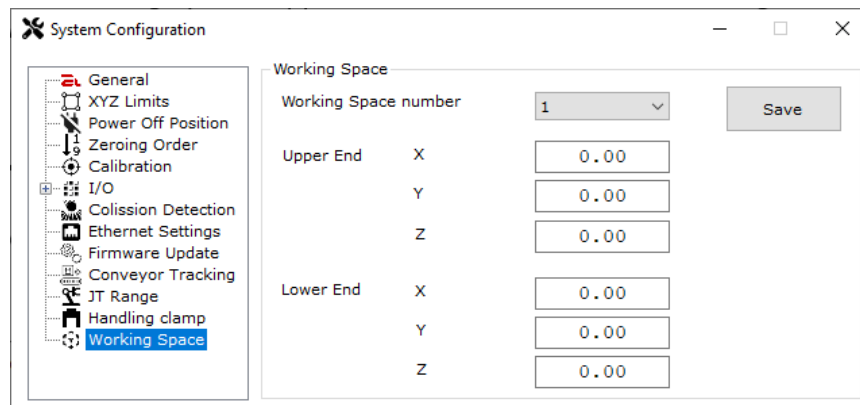 System Configuration
General
XYZ Limits
Power Off Position
Zeroing Order
Calibration
I/O
Colission Detection
Ethernet Settings
Firmware Update
Conveyor Tracking
JT Range
Handling clamp
Working Space
Working Space
Working Space number 1 Save
Upper End X 0.00
Y 0.00
Z 0.00
Lower End X 0.00
Y 0.00
Z 0.00